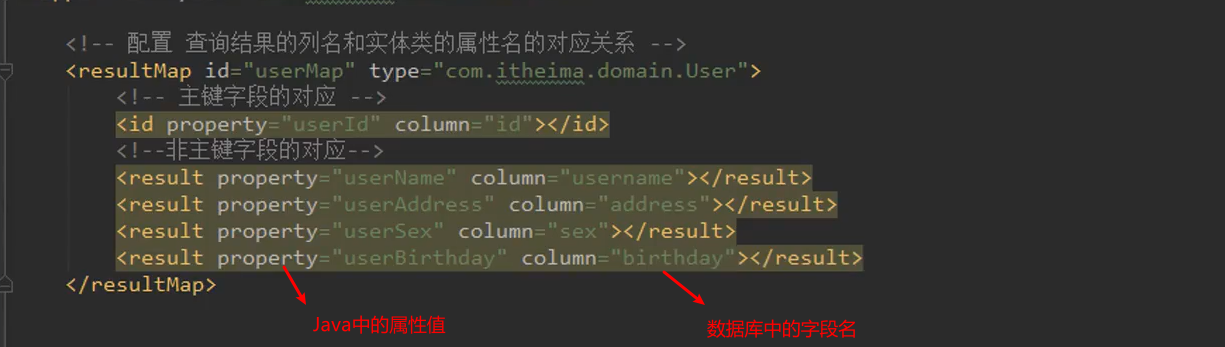 <!-- 配置 查询结果的列名和实体类的属性名的对应关系 -->
<resultMap id="userMap" type="com.itheima.domain.User">
<!-- 主键字段的对应 -->
<id property="userId" column="id"></id>
<!--非主键字段的对应-->
<result property="userName" column="username"></result>
<result property="userAddress" column="address"></result>
<result property="userSex" column="sex"></result>
<result property="userBirthday" column="birthday"></result>
</resultMap>
Java中的属性值
数据库中的字段名